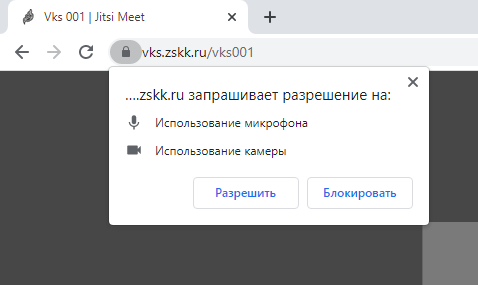 Vks 001 | Jitsi Meet
vks.zskk.ru/vks001
....zskk.ru запрашивает разрешение на:
Использование микрофона
Использование камеры
Разрешить
Блокировать